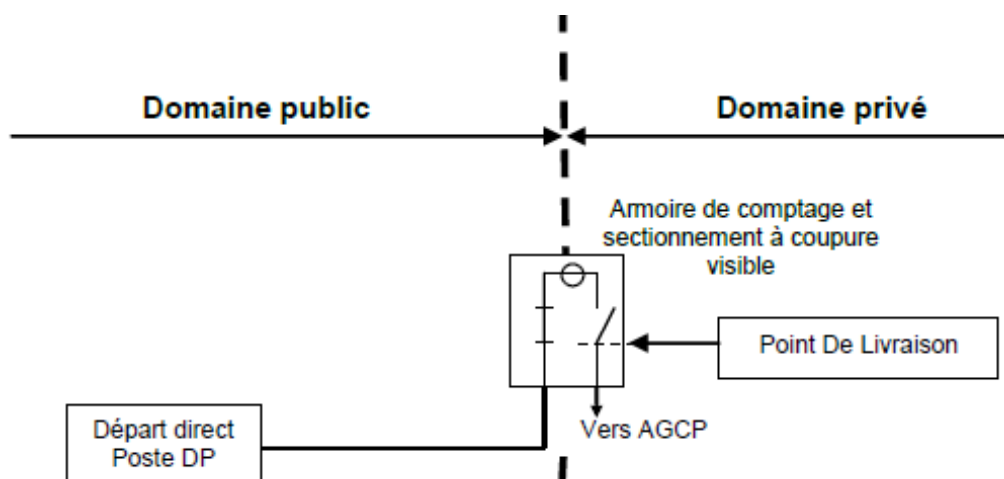 Domaine public
Domaine privé
Armoire de comptage et
sectionnement à coupure
visible
Point De Livraison
Départ direct
Poste DP
Vers AGCP